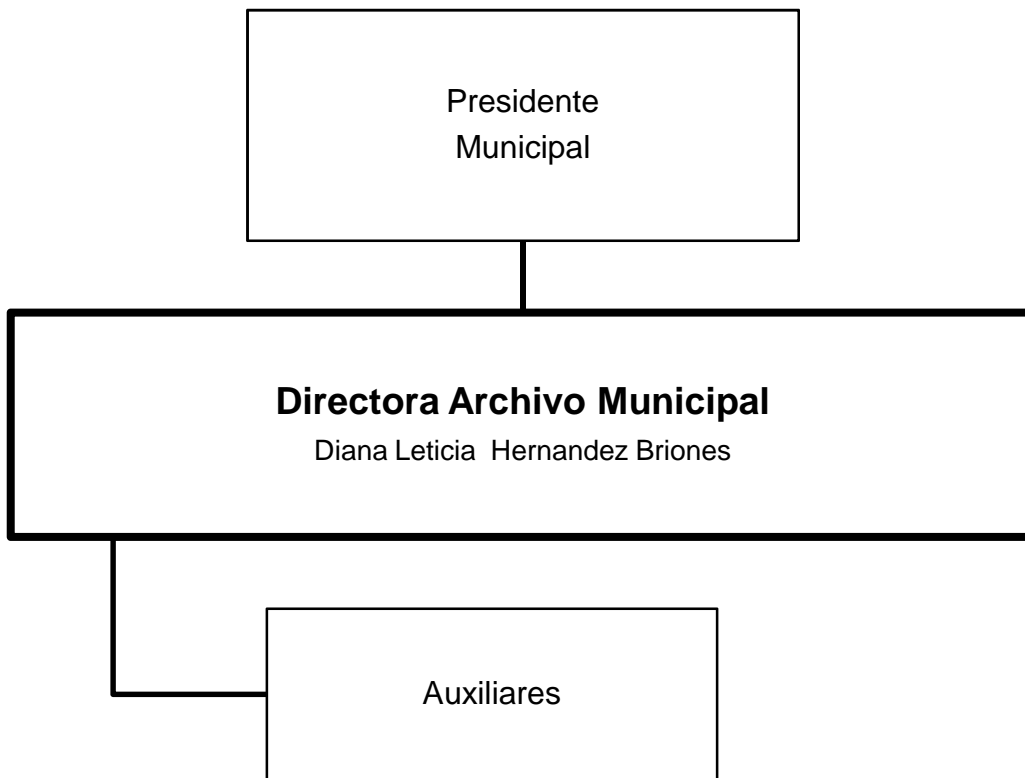 Presidente
Municipal
Directora Archivo Municipal
Diana Leticia  Hernandez Briones
Auxiliares